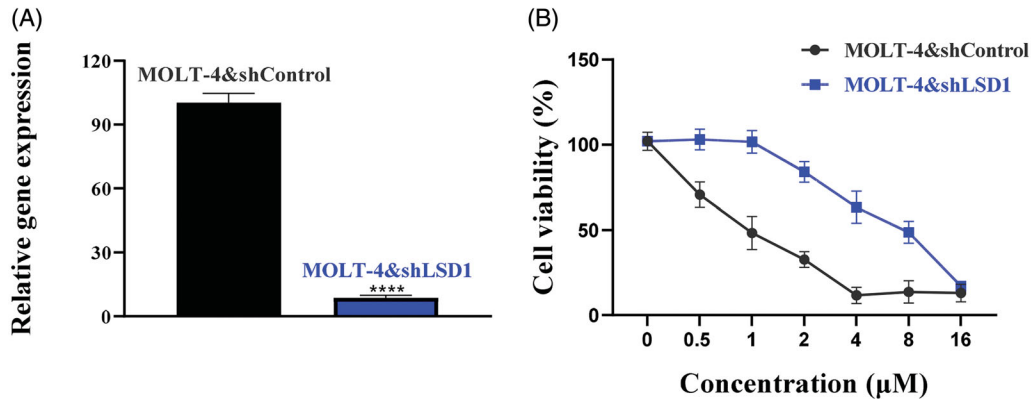 (A)
Relative gene expression
120
90
60
30
0
MOLT-4&shControl
MOLT-4&shLSD1
****
(B)
MOLT-4&shControl
MOLT-4&shLSD1
Cell viability (%)
150
100
50
0
0 0.5 1 2 4 8 16
Concentration (μM)